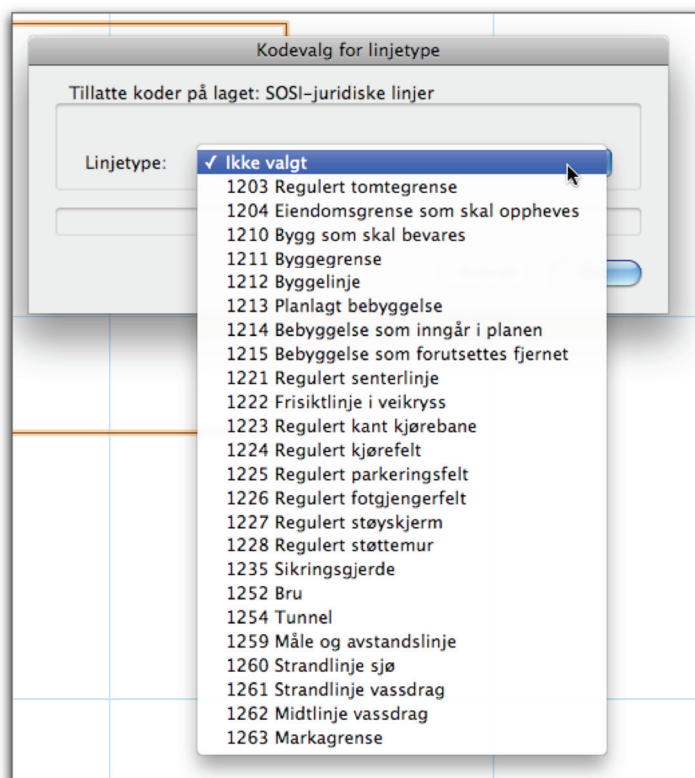 Kodevalg for linjetype
Tillatte koder på laget: SOSI-juridiske linjer
Linjetype:
✓ Ikke valgt
1203 Regulert tomtegrense
1204 Eiendomsgrense som skal oppheves
1210 Bygg som skal bevares
1211 Byggegrense
1212 Byggelinje
1213 Planlagt bebyggelse
1214 Bebyggelse som inngår i planen
1215 Bebyggelse som forutsettes fjernet
1221 Regulert senterlinje
1222 Frisiktlinje i veikryss
1223 Regulert kant kjørebane
1224 Regulert kjørefelt
1225 Regulert parkeringsfelt
1226 Regulert fotgjengerfelt
1227 Regulert støyskjerm
1228 Regulert støttemur
1235 Sikringsgjerde
1252 Bru
1254 Tunnel
1259 Måle og avstandslinje
1260 Strandlinje sjø
1261 Strandlinje vassdrag
1262 Midtlinje vassdrag
1263 Markagrense